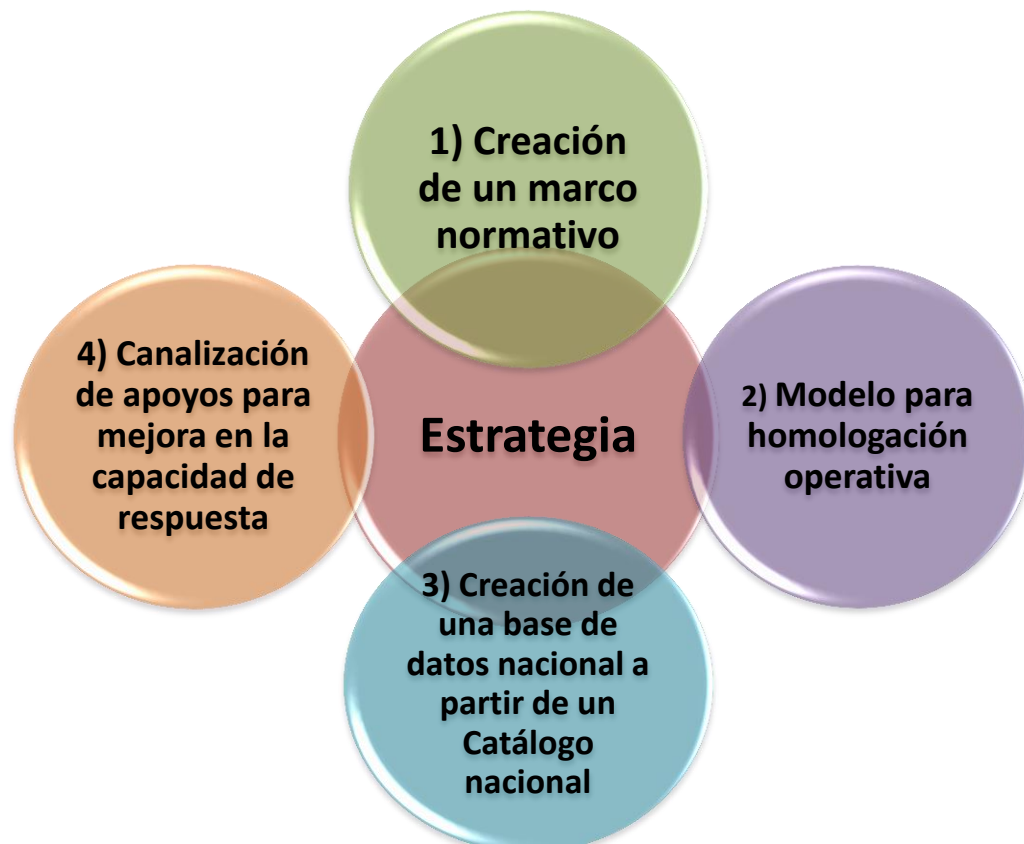 1) Creación
de un marco
normativo
4) Canalización
de apoyos para
mejora en la
capacidad de
respuesta
Estrategia
2) Modelo para
homologación
operativa
3) Creación de
una base de
datos nacional a
partir de un
Catálogo
nacional